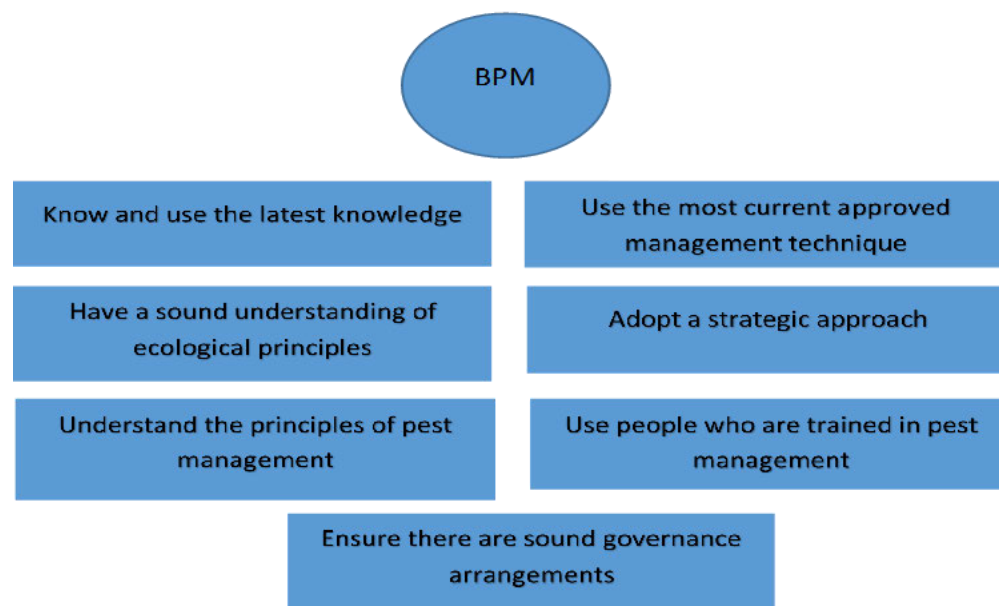 BPM
Know and use the latest knowledge
Use the most current approved
management technique
Have a sound understanding of
ecological principles
Adopt a strategic approach
Understand the principles of pest
management
Use people who are trained in pest
management
Ensure there are sound governance
arrangements